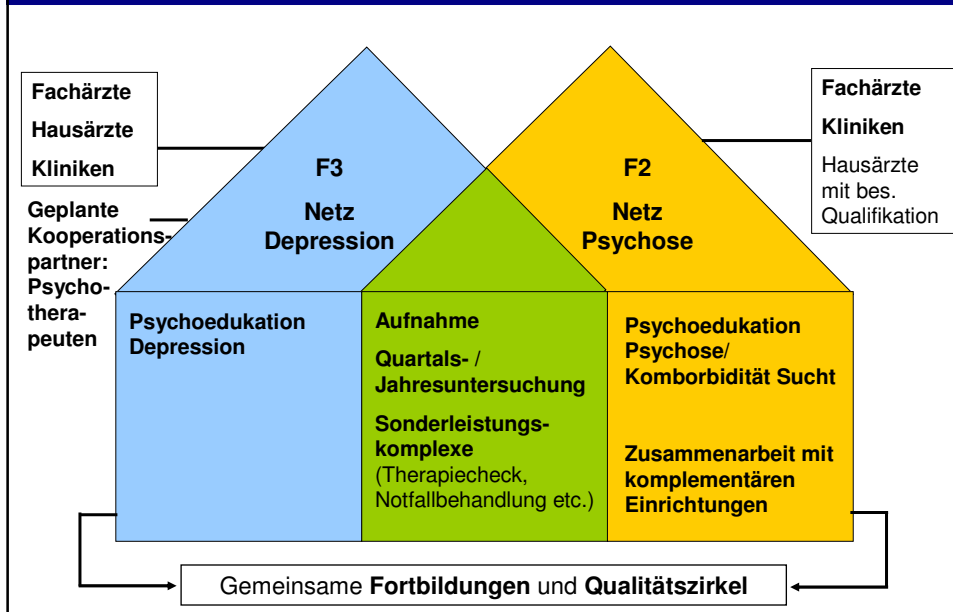 Fachärzte
Hausärzte
Kliniken
Geplante
Kooperations-
partner:
Psycho-
thera-
peuten
F3
Netz
Depression
F2
Netz
Psychose
Fachärzte
Kliniken
Hausärzte
mit bes.
Qualifikation
Psychoedukation
Depression
Aufnahme
Quartals- /
Jahresuntersuchung
Sonderleistungs-
komplexe
(Therapiecheck,
Notfallbehandlung etc.)
Psychoedukation
Psychose/
Komborbidität Sucht
Zusammenarbeit mit
komplementären
Einrichtungen
Gemeinsame Fortbildungen und Qualitätszirkel